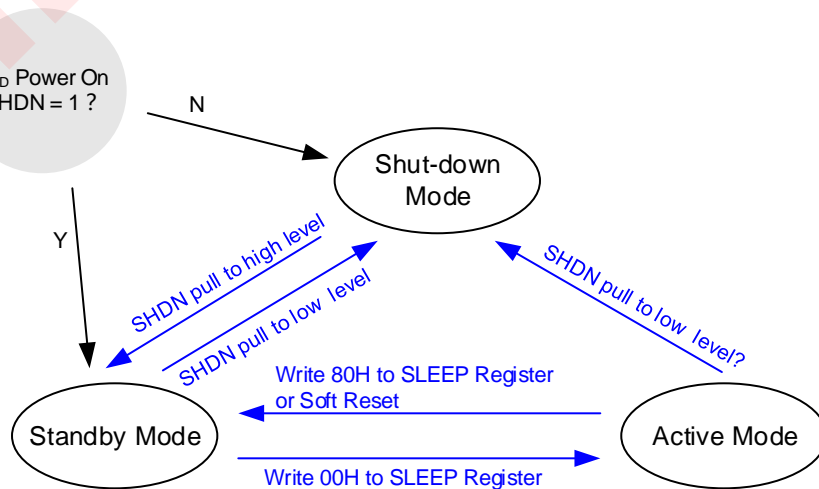 Power On
= 1 ?
N
Shut-down
Mode
Y
SHDN pull to high level
SHDN pull to low level
SHDN pull to low level?
Write 80H to SLEEP Register
or Soft Reset
Standby Mode
Active Mode
Write 00H to SLEEP Register